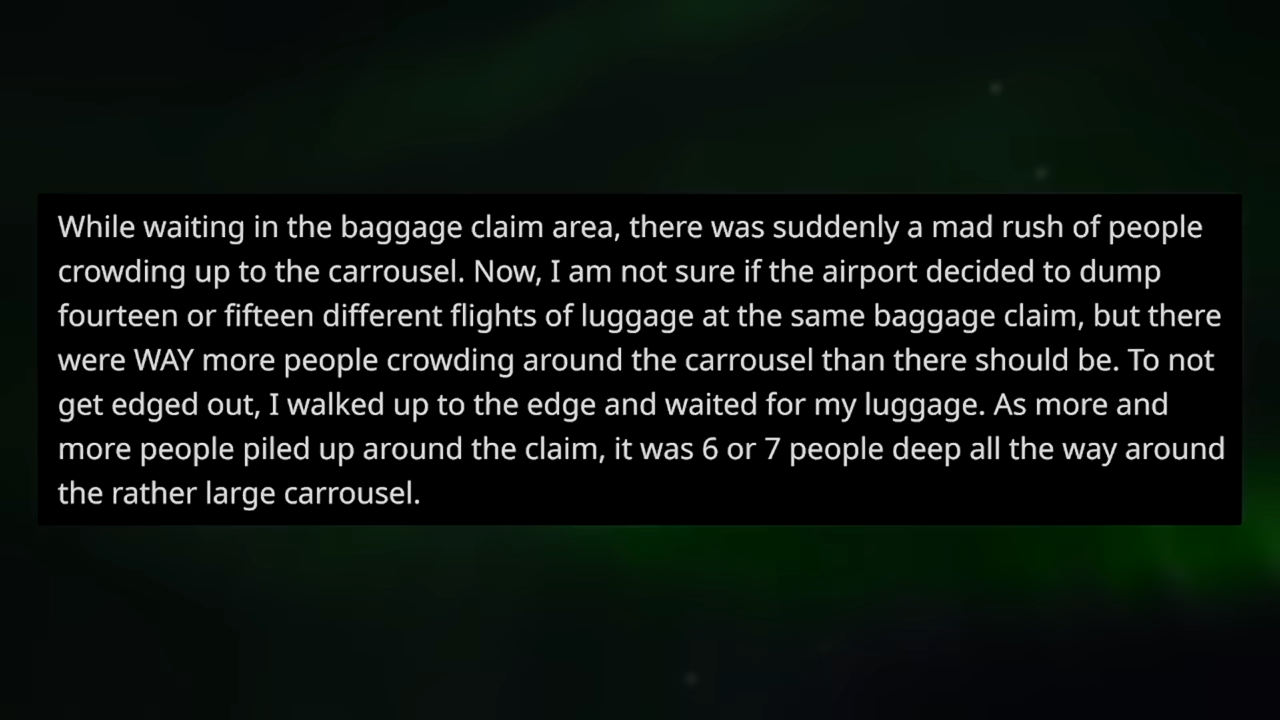 While waiting in the baggage claim area, there was suddenly a mad rush of people
crowding up to the carrousel. Now, I am not sure if the airport decided to dump
fourteen or fifteen different flights of luggage at the same baggage claim, but there
were WAY more people crowding around the carrousel than there should be. To not
get edged out, I walked up to the edge and waited for my luggage. As more and
more people piled up around the claim, it was 6 or 7 people deep all the way around
the rather large carrousel.